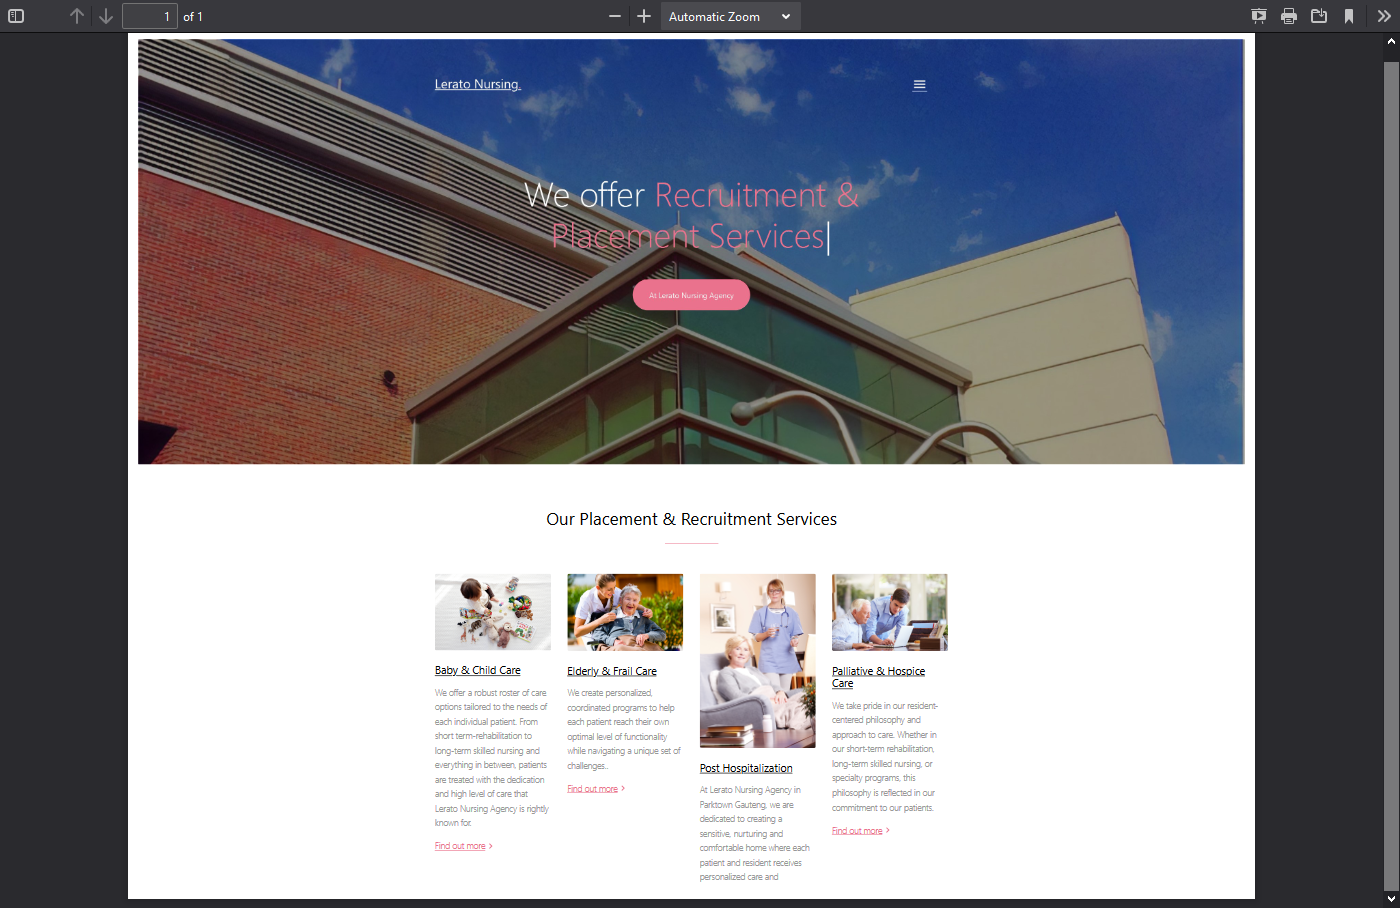 1 of 1 Automatic Zoom
Lerato Nursing.
We offer Recruitment &
Placement Services
At Lerato Nursing Agency
Our Placement & Recruitment Services
Baby & Child Care
We offer a robust roster of care
options tailored to the needs of
each individual patient. From
short term-rehabilitation to
long-term skilled nursing and
everything in between, patients
are treated with the dedication
and high level of care that
Lerato Nursing Agency is rightly
known for.
Find out more
Elderly & Frail Care
We create personalized,
coordinated programs to help
each patient reach their own
optimal level of functionality
while navigating a unique set of
challenges..
Find out more
Post Hospitalization
At Lerato Nursing Agency in
Parktown Gauteng, we are
dedicated to creating a
sensitive, nurturing and
comfortable home where each
patient and resident receives
personalized care and
Palliative & Hospice
Care
We take pride in our resident-
centered philosophy and
approach to care. Whether in
our short-term rehabilitation,
long-term skilled nursing, or
specialty programs, this
philosophy is reflected in our
commitment to our patients.
Find out more